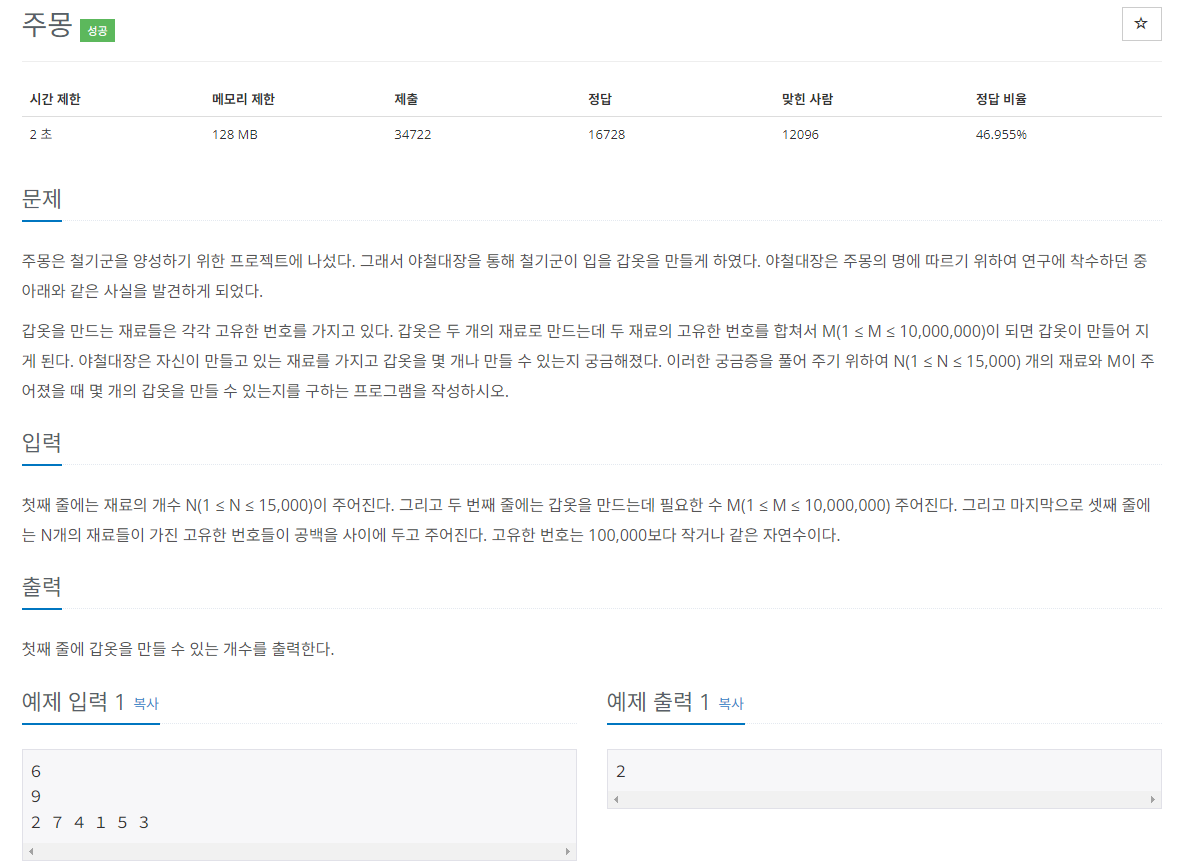 주몽 성공
☆
시간 제한 메모리 제한 제출 정답 맞힌 사람 정답 비율
2 초 128 MB 34722 16728 12096 46.955%
문제
주몽은 철기군을 양성하기 위한 프로젝트에 나섰다. 그래서 야철대장을 통해 철기군이 입을 갑옷을 만들게 하였다. 야철대장은 주몽의 명에 따르기 위하여 연구에 착수하던 중
아래와 같은 사실을 발견하게 되었다.
갑옷을 만드는 재료들은 각각 고유한 번호를 가지고 있다. 갑옷은 두 개의 재료로 만드는데 두 재료의 고유한 번호를 합쳐서 M(1 ≤ M ≤ 10,000,000)이 되면 갑옷이 만들어 지
게 된다. 야철대장은 자신이 만들고 있는 재료를 가지고 갑옷을 몇 개나 만들 수 있는지 궁금해졌다. 이러한 궁금증을 풀어 주기 위하여 N(1 ≤ N ≤ 15,000) 개의 재료와 M이 주
어졌을 때 몇 개의 갑옷을 만들 수 있는지를 구하는 프로그램을 작성하시오.
입력
첫째 줄에는 재료의 개수 N(1 ≤ N ≤ 15,000)이 주어진다. 그리고 두 번째 줄에는 갑옷을 만드는데 필요한 수 M(1 ≤ M ≤ 10,000,000) 주어진다. 그리고 마지막으로 셋째 줄에
는 N개의 재료들이 가진 고유한 번호들이 공백을 사이에 두고 주어진다. 고유한 번호는 100,000보다 작거나 같은 자연수이다.
출력
첫째 줄에 갑옷을 만들 수 있는 개수를 출력한다.
예제 입력 1 복사
6
9
2 7 4 1 5 3
예제 출력 1 복사
2